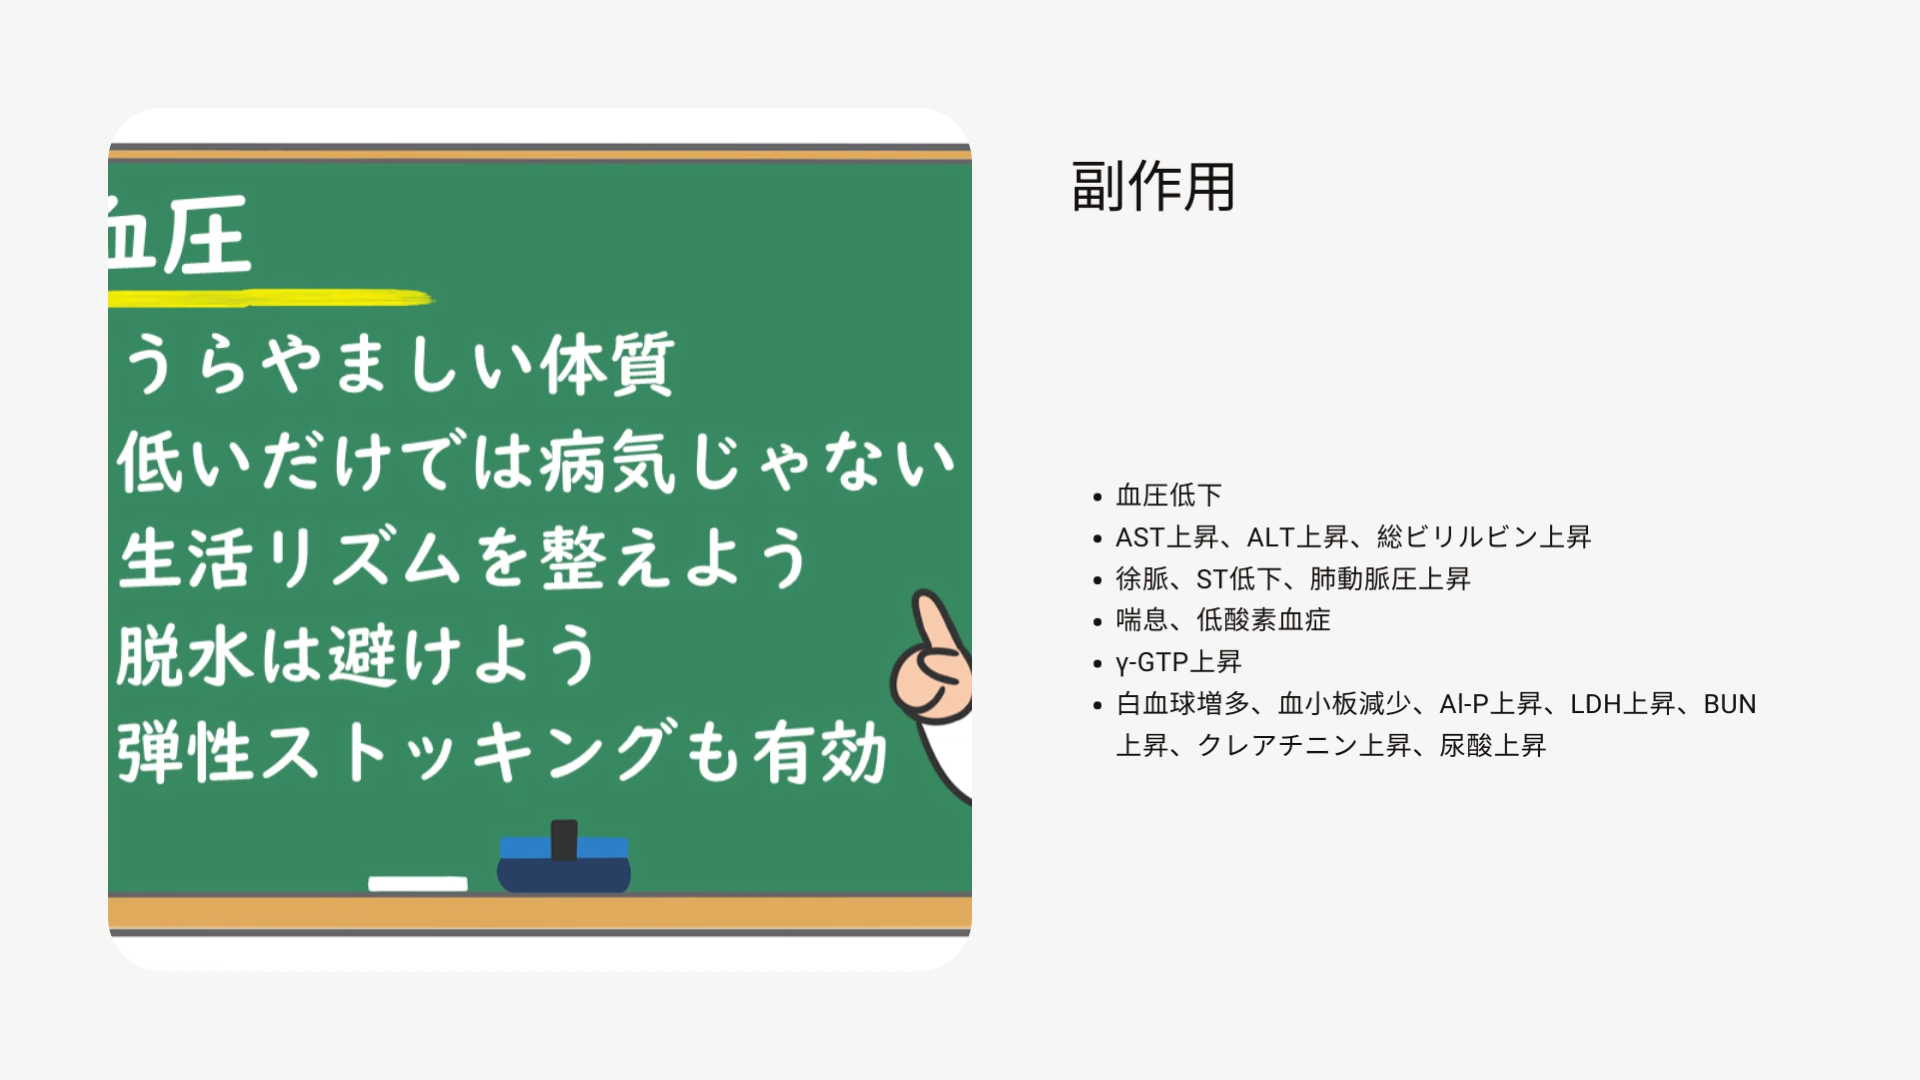 血圧
うらやましい体質
低いだけでは病気じゃない
生活リズムを整えよう
脱水は避けよう
弾性ストッキングも有効
副作用
血圧低下
AST上昇、ALT上昇、総ビリルビン上昇
徐脈、ST低下、肺動脈圧上昇
喘息、低酸素血症
γ-GTP上昇
白血球増多、血小板減少、Al-P上昇、LDH上昇、BUN
上昇、クレアチニン上昇、尿酸上昇